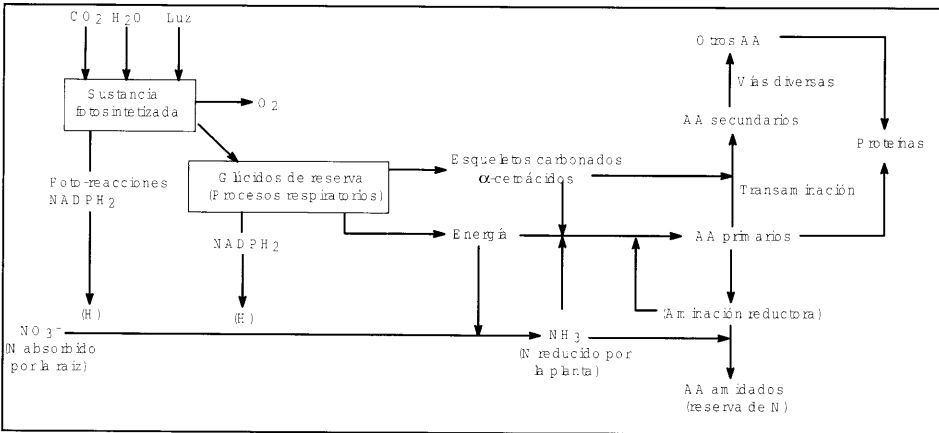 CO2 H2O Luz
Sustancia
fotosintetizada
O2
Otros AA
Vías diversas
AA secundarios
Proteínas
Esqueletos carbonados
α-cetoácidos
Transaminación
Foto-reacciones
NADPH2
Glícidos de reserva
(Procesos respiratorios)
NADPH2
Energía
AA primarios
(H)
(H)
(Aminación reductora)
NO3-
(N absorbido
por la raiz)
NH3
(N reducido por
la planta)
AA amidados
(reserva de N)